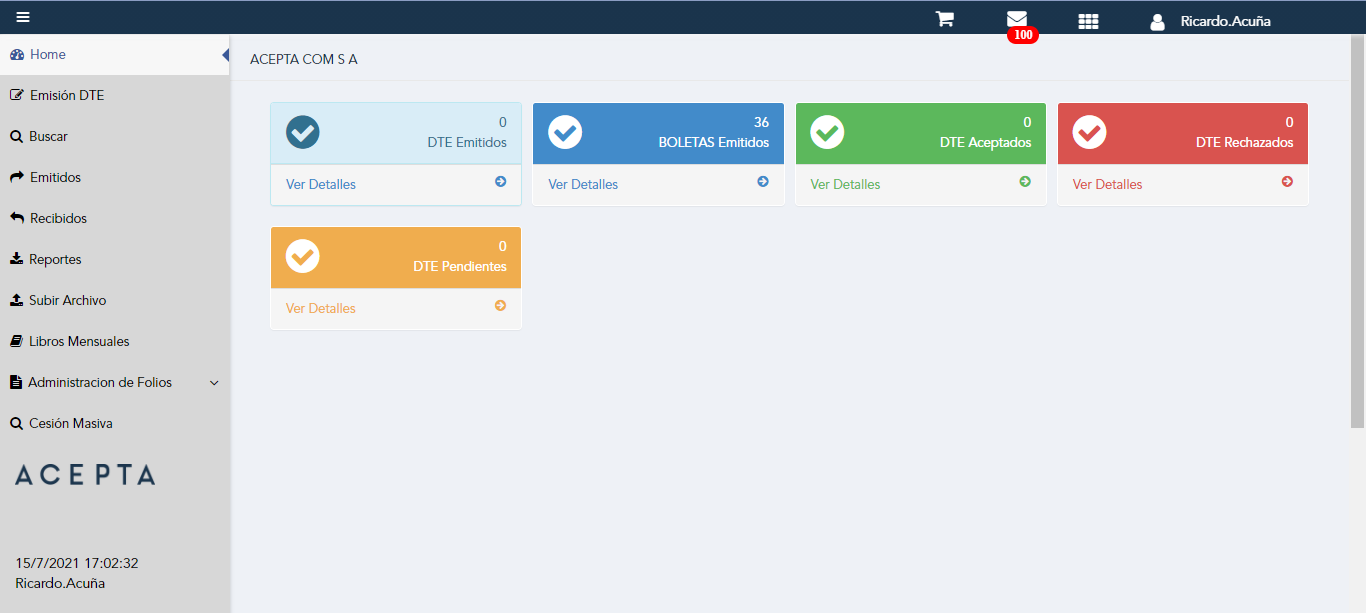 Ricardo.Acuña
100
Home
ACEPTA COM S A
Emisión DTE
Buscar
Emitidos
Recibidos
Reportes
Subir Archivo
Libros Mensuales
Administracion de Folios
Cesión Masiva
ACEPTA
15/7/2021 17:02:32
Ricardo.Acuña
0
DTE Emitidos
Ver Detalles
36
BOLETAS Emitidos
Ver Detalles
0
DTE Aceptados
Ver Detalles
0
DTE Rechazados
Ver Detalles
0
DTE Pendientes
Ver Detalles